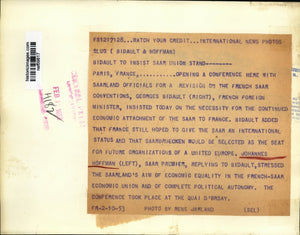 FS1217128...WATCH YOUR CREDIT...INTERNATIONAL NEWS PHOTOS
SLUG (BIDAULT & HOFFMAN)
BIDAULT TO INSIST SAAR UNION STAND-----
PARIS, FRANCE.......OPENING A CONFERENCE HERE WITH
SAARLAND OFFICIALS FOR A REVISION OF THE FRENCH SAAR
CONVENTIONS, GEORGES BIDAULT (RIGHT), FRENCH FOREIGN
MINISTER, INSISTED TODAY ON THE NECESSITY FOR THE CONTINUED
ECONOMIC ATTACHMENT OF THE SAAR TO FRANCE. BIDAULT ADDED
THAT FRANCE STILL HOPED TO GIVE THE SAAR AN INTERNATIONAL
STATUS AND THAT SAARBRUCKEN WOULD BE SELECTED AS THE SEAT
FOR FUTURE ORGANIZATIONS OF A UNITED EUROPE. JOHANNES
HOFFMAN (LEFT), SAAR PREMIER, REPLYING TO BIDAULT, STRESSED
THE SAARLAND'S AIM OF ECONOMIC EQUALITY IN THE FRENCH-SAAR
ECONOMIC UNION AND OF COMPLETE POLITICAL AUTONOMY. THE
CONFERENCE TOOK PLACE AT THE QUAI D'ORSAY.
FA-2-10-53 PHOTO BY RENE JARLAND (BCL)